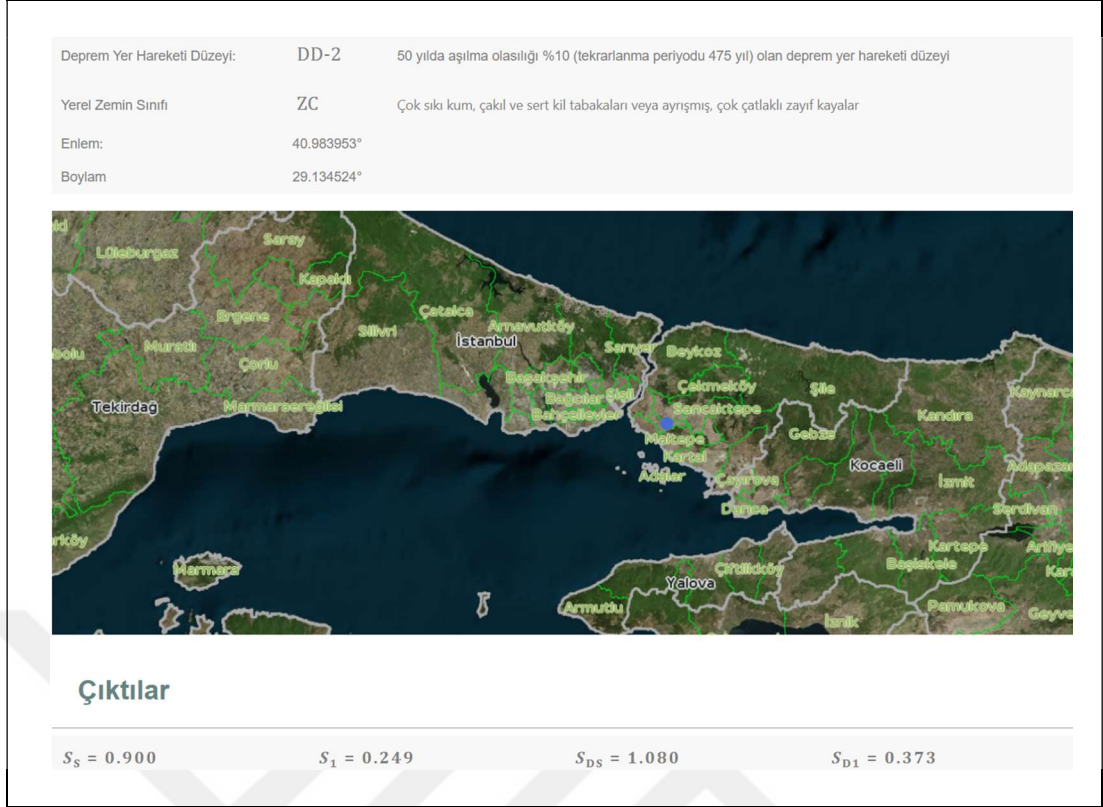 Deprem Yer Hareketi Düzeyi: DD-2 50 yılda aşılma olasılığı %10 (tekrarlanma periyodu 475 yıl) olan deprem yer hareketi düzeyi
Yerel Zemin Sınıfı ZC Çok sıkı kum, çakıl ve sert kil tabakaları veya ayrışmış, çok çatlaklı zayıf kayalar
Enlem: 40.983953°
Boylam 29.134524°
Saray
Lüleburgaz
Kapaklı
Ergene
Çatalca
Silivri
Arnavutköy
İstanbul
Muratlı
Sarıyer
Beykoz
Çorlu
Başakşehir
Çekmeköy
Şile
Kaynarca
Bağcılar Şişli
Tekirdağ
Marmaraereğlisi
Bahçelievler
Sancaktepe
Kandıra
Maltepe
Gebze
Kartal
Kocaeli
Adalar
Çayırova
İzmit
Darıca
Serdivan
Kartepe
Marmara
Çiftlikköy
Başiskele
Yalova
Armutlu
Pamukova
İznik
Çıktılar
S_S = 0.900 S_1 = 0.249 S_DS = 1.080 S_D1 = 0.373